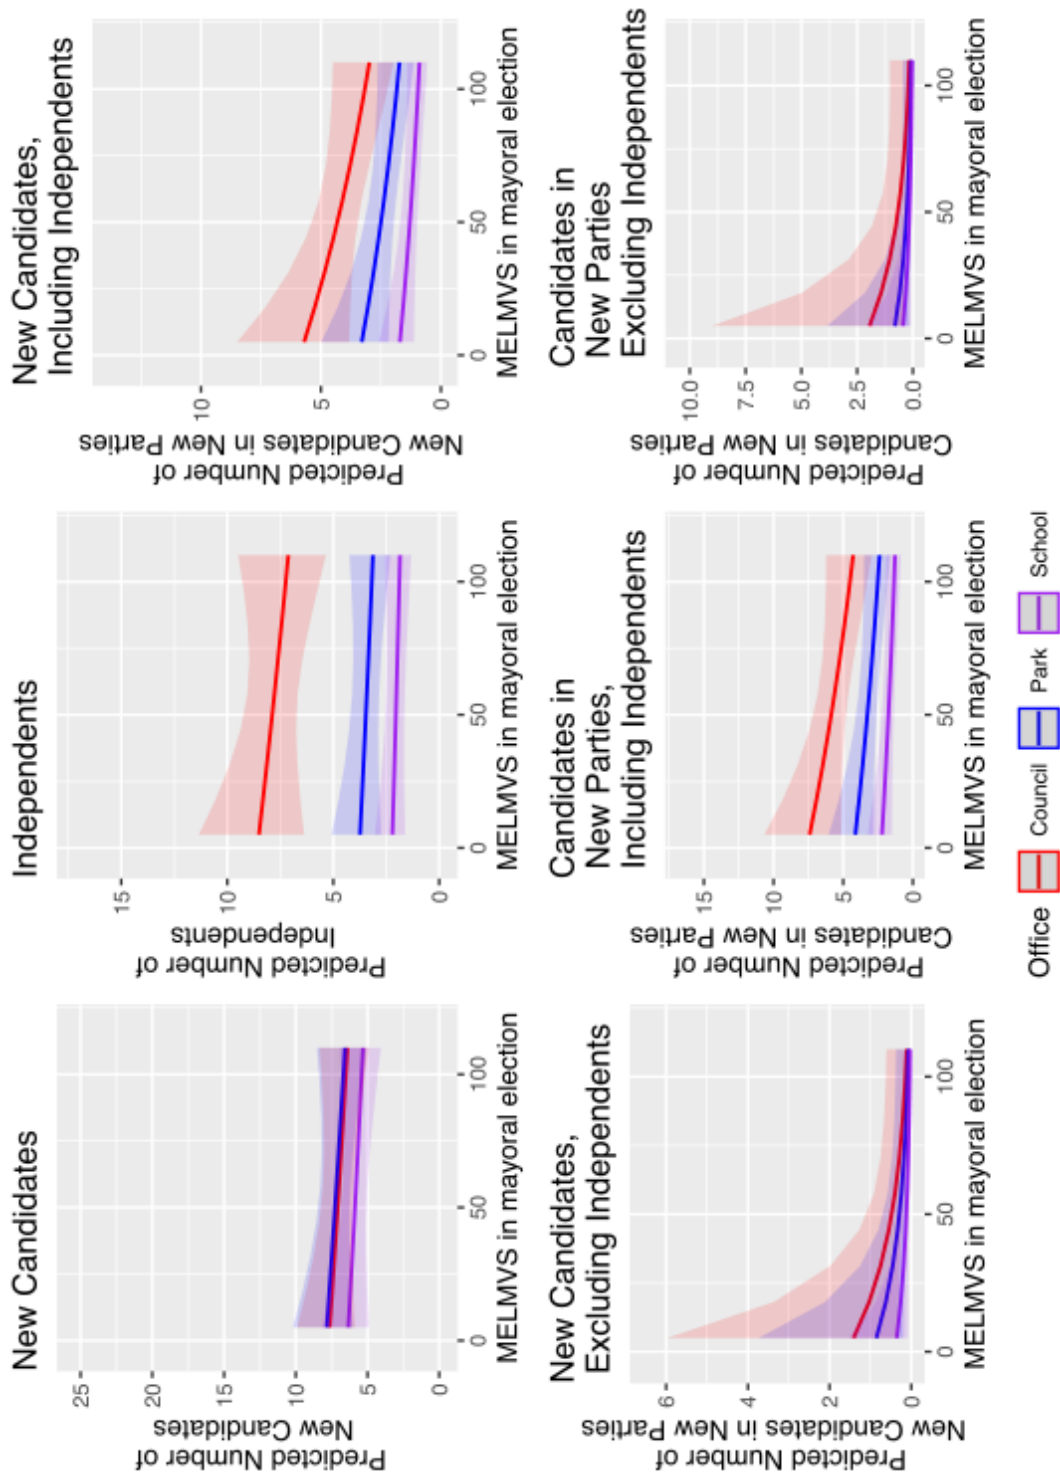 New Candidates
Predicted Number of
New Candidates
25
20
15
10
5
0
0 50 100
MELMVS in mayoral election
Independents
Predicted Number of
Independents
15
10
5
0
0 50 100
MELMVS in mayoral election
New Candidates,
Including Independents
Predicted Number of
New Candidates in New Parties
10
5
0
0 50 100
MELMVS in mayoral election
New Candidates,
Excluding Independents
Predicted Number of
New Candidates in New Parties
6
4
2
0
0 50 100
MELMVS in mayoral election
Candidates in
New Parties,
Including Independents
Predicted Number of
Candidates in New Parties
15
10
5
0
0 50 100
MELMVS in mayoral election
Candidates in
New Parties
Excluding Independents
Predicted Number of
Candidates in New Parties
10.0
7.5
5.0
2.5
0.0
0 50 100
MELMVS in mayoral election
Office Council Park School